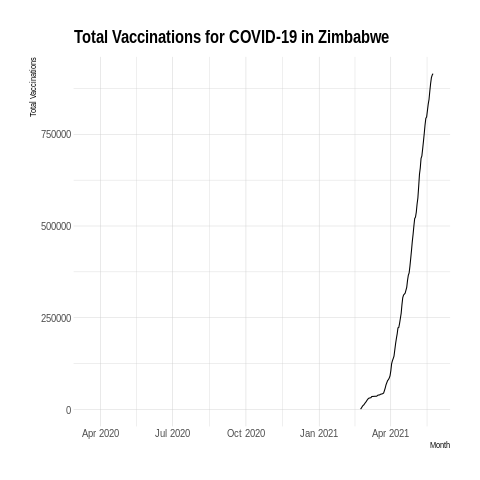 Total Vaccinations for COVID-19 in Zimbabwe
Total Vaccinations
750000
500000
250000
0
Apr 2020 Jul 2020 Oct 2020 Jan 2021 Apr 2021
Month